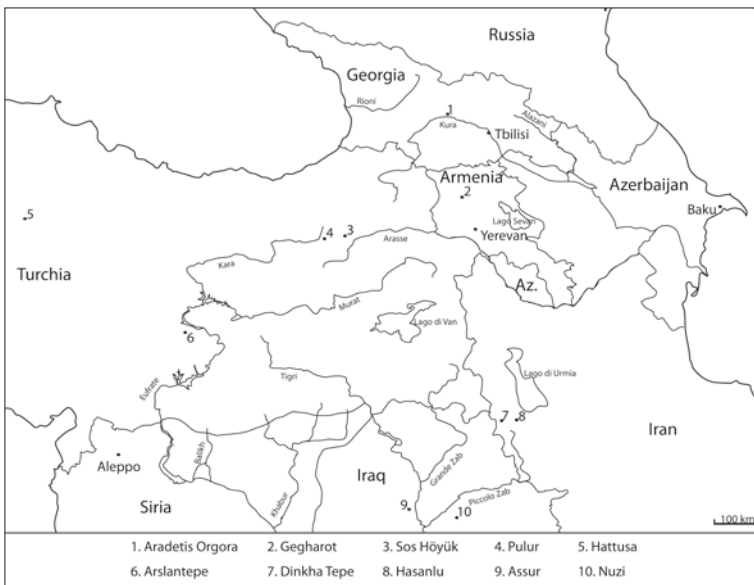 Russia
Georgia
Rioni
1
Kura
Alazani
Tbilisi
Armenia
2
Azerbaijan
Baku
5
Lago Sevan
4
3
Arasse
Yerevan
Turchia
Kara
Az.
Murat
Lago di Van
6
Tigri
Lago di Urmia
Eufrate
7
8
Iran
Aleppo
Balikh
Grande Zab
Iraq
Siria
Khabur
Piccolo Zab
9
10
100 km
1. Aradetis Orgora 2. Gegharot 3. Sos Höyük 4. Pulur 5. Hattusa
6. Arslantepe 7. Dinkha Tepe 8. Hasanlu 9. Assur 10. Nuzi